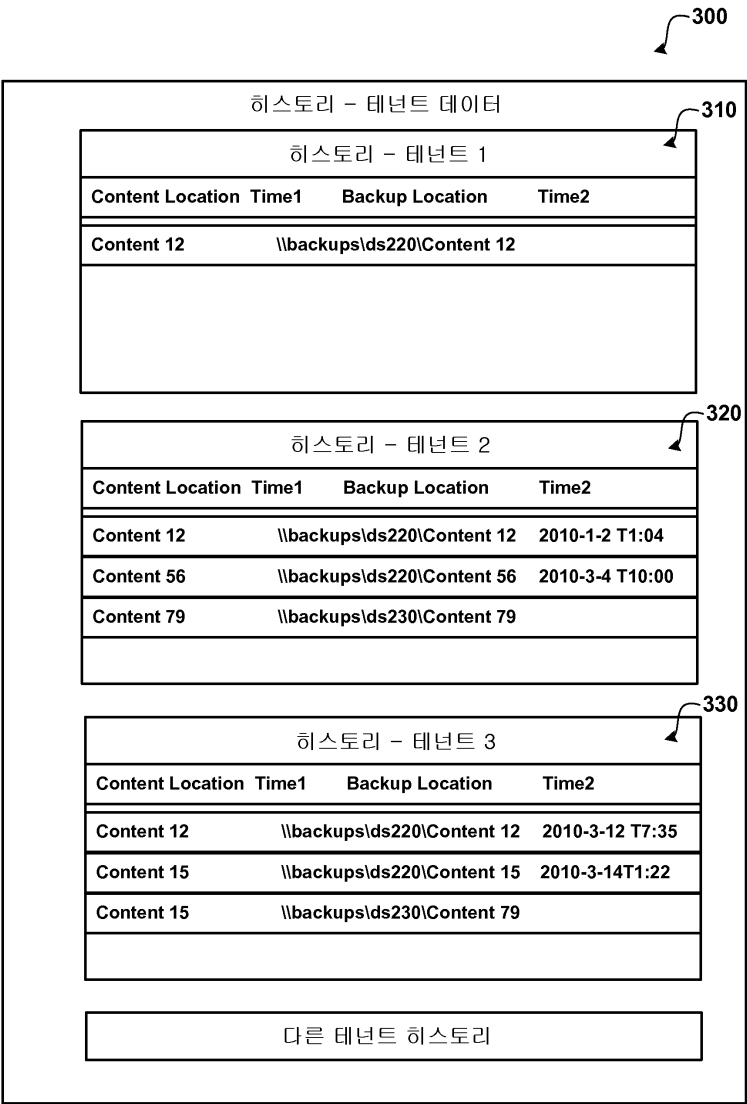 300
히스토리 – 테넌트 데이터
310
히스토리 – 테넌트 1
Content Location Time1 Backup Location Time2
Content 12 \\backups\ds220\Content 12
320
히스토리 – 테넌트 2
Content Location Time1 Backup Location Time2
Content 12 \\backups\ds220\Content 12 2010-1-2 T1:04
Content 56 \\backups\ds220\Content 56 2010-3-4 T10:00
Content 79 \\backups\ds230\Content 79
330
히스토리 – 테넌트 3
Content Location Time1 Backup Location Time2
Content 12 \\backups\ds220\Content 12 2010-3-12 T7:35
Content 15 \\backups\ds220\Content 15 2010-3-14T1:22
Content 15 \\backups\ds230\Content 79
다른 테넌트 히스토리